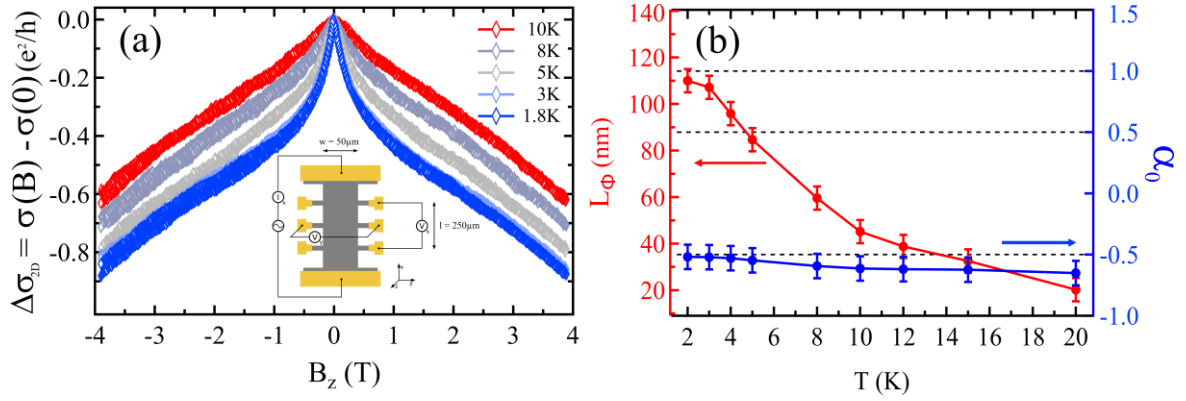 (a)
Δσ2D = σ(B) - σ(0) (e²/h)
0.0
-0.2
-0.4
-0.6
-0.8
10K
8K
5K
3K
1.8K
w = 50µm
I
V
V
l = 250µm
-4 -3 -2 -1 0 1 2 3 4
Bz (T)
(b)
LΦ (nm)
140
120
100
80
60
40
20
1.0
0.5
0.0
-0.5
-1.0
α0
2 4 6 8 10 12 14 16 18 20
T (K)